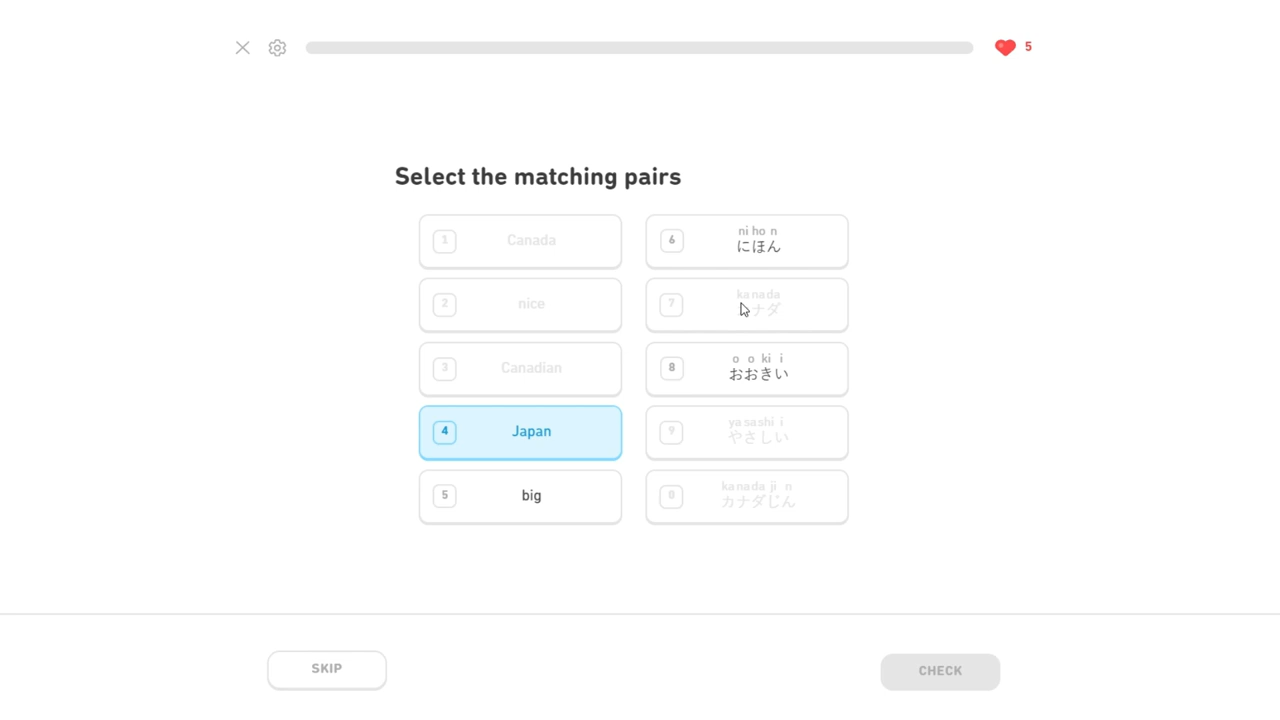 5
Select the matching pairs
1 Canada
6 ni ho n
にほん
2 nice
7 ka na da
カナダ
3 Canadian
8 o o ki i
おおきい
4 Japan
9 ya sa shi i
やさしい
5 big
0 ka na da ji n
カナダじん
SKIP
CHECK